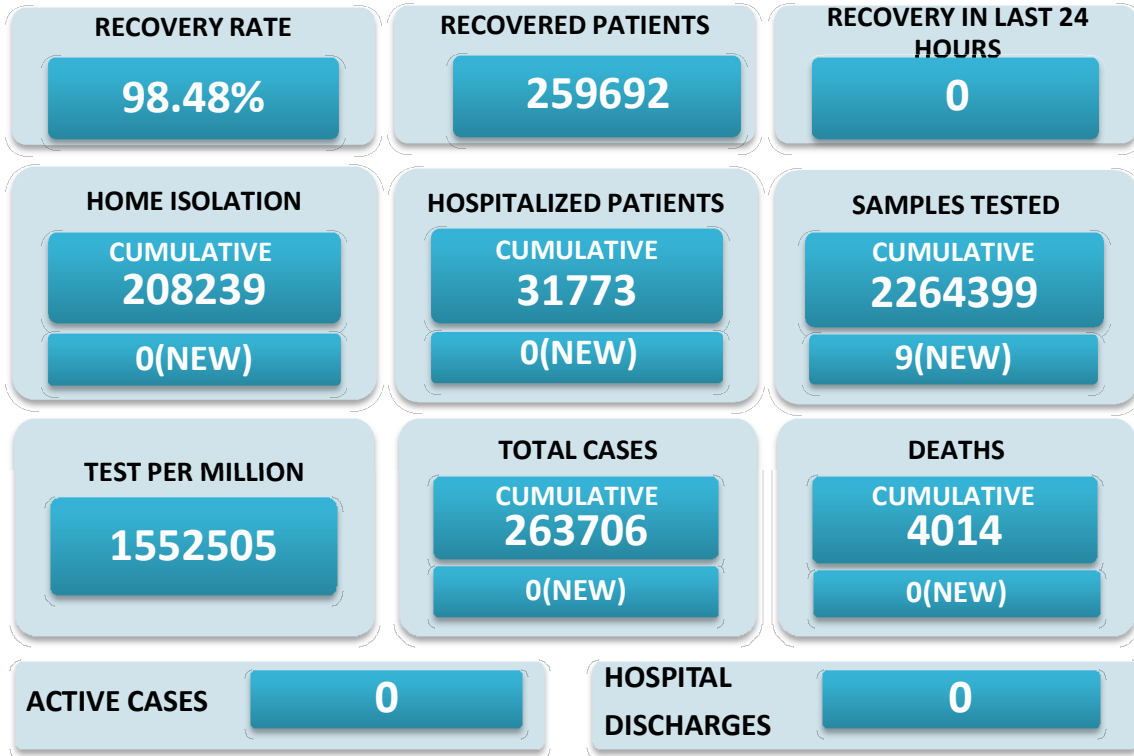 RECOVERY RATE
98.48%
RECOVERED PATIENTS
259692
RECOVERY IN LAST 24
HOURS
0
HOME ISOLATION
CUMULATIVE
208239
0(NEW)
HOSPITALIZED PATIENTS
CUMULATIVE
31773
0(NEW)
SAMPLES TESTED
CUMULATIVE
2264399
9(NEW)
TEST PER MILLION
1552505
TOTAL CASES
CUMULATIVE
263706
0(NEW)
DEATHS
CUMULATIVE
4014
0(NEW)
ACTIVE CASES
0
HOSPITAL
DISCHARGES
0